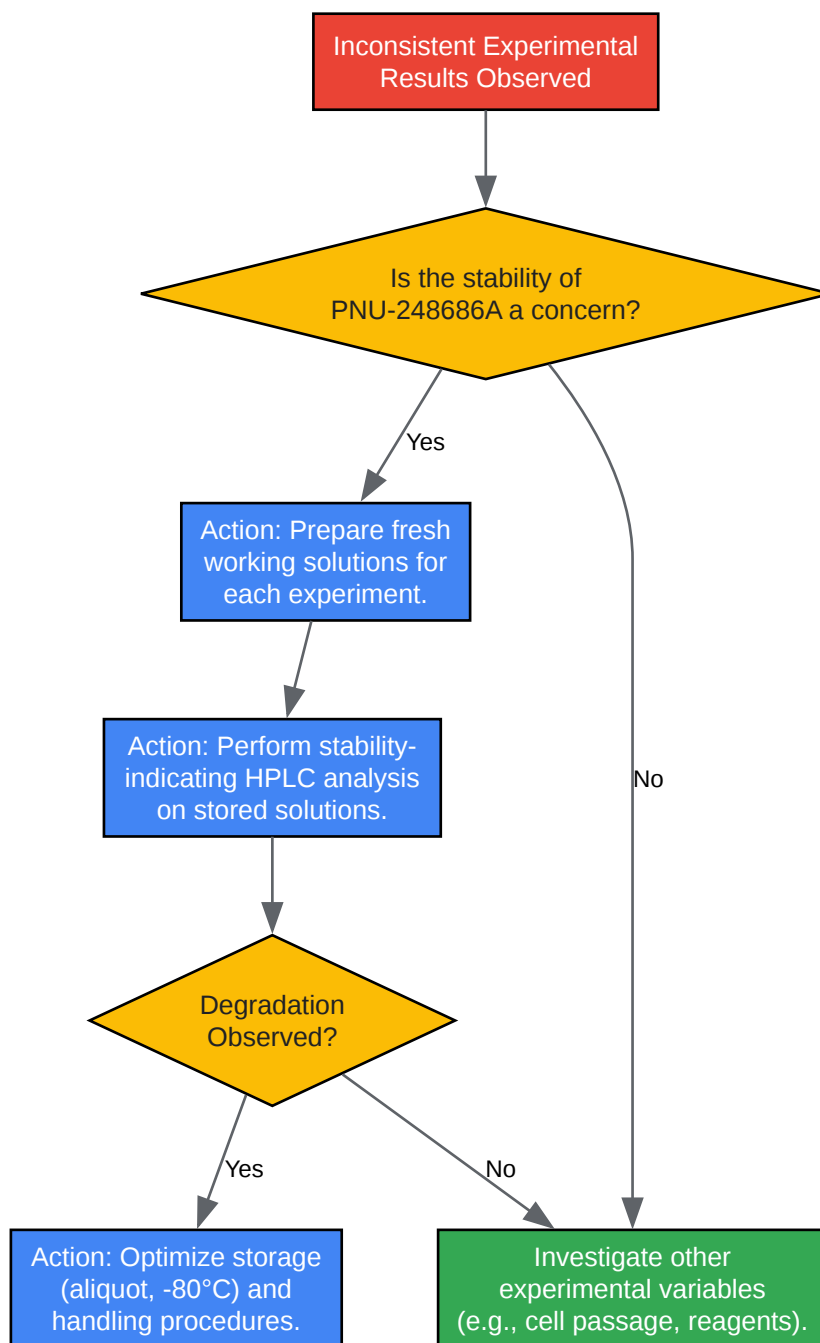 Inconsistent Experimental
Results Observed
Is the stability of
PNU-248686A a concern?
Yes
Action: Prepare fresh
working solutions for
each experiment.
Action: Perform stability-
indicating HPLC analysis
on stored solutions.
No
Degradation
Observed?
Yes
No
Action: Optimize storage
(aliquot, -80°C) and
handling procedures.
Investigate other
experimental variables
(e.g., cell passage, reagents).